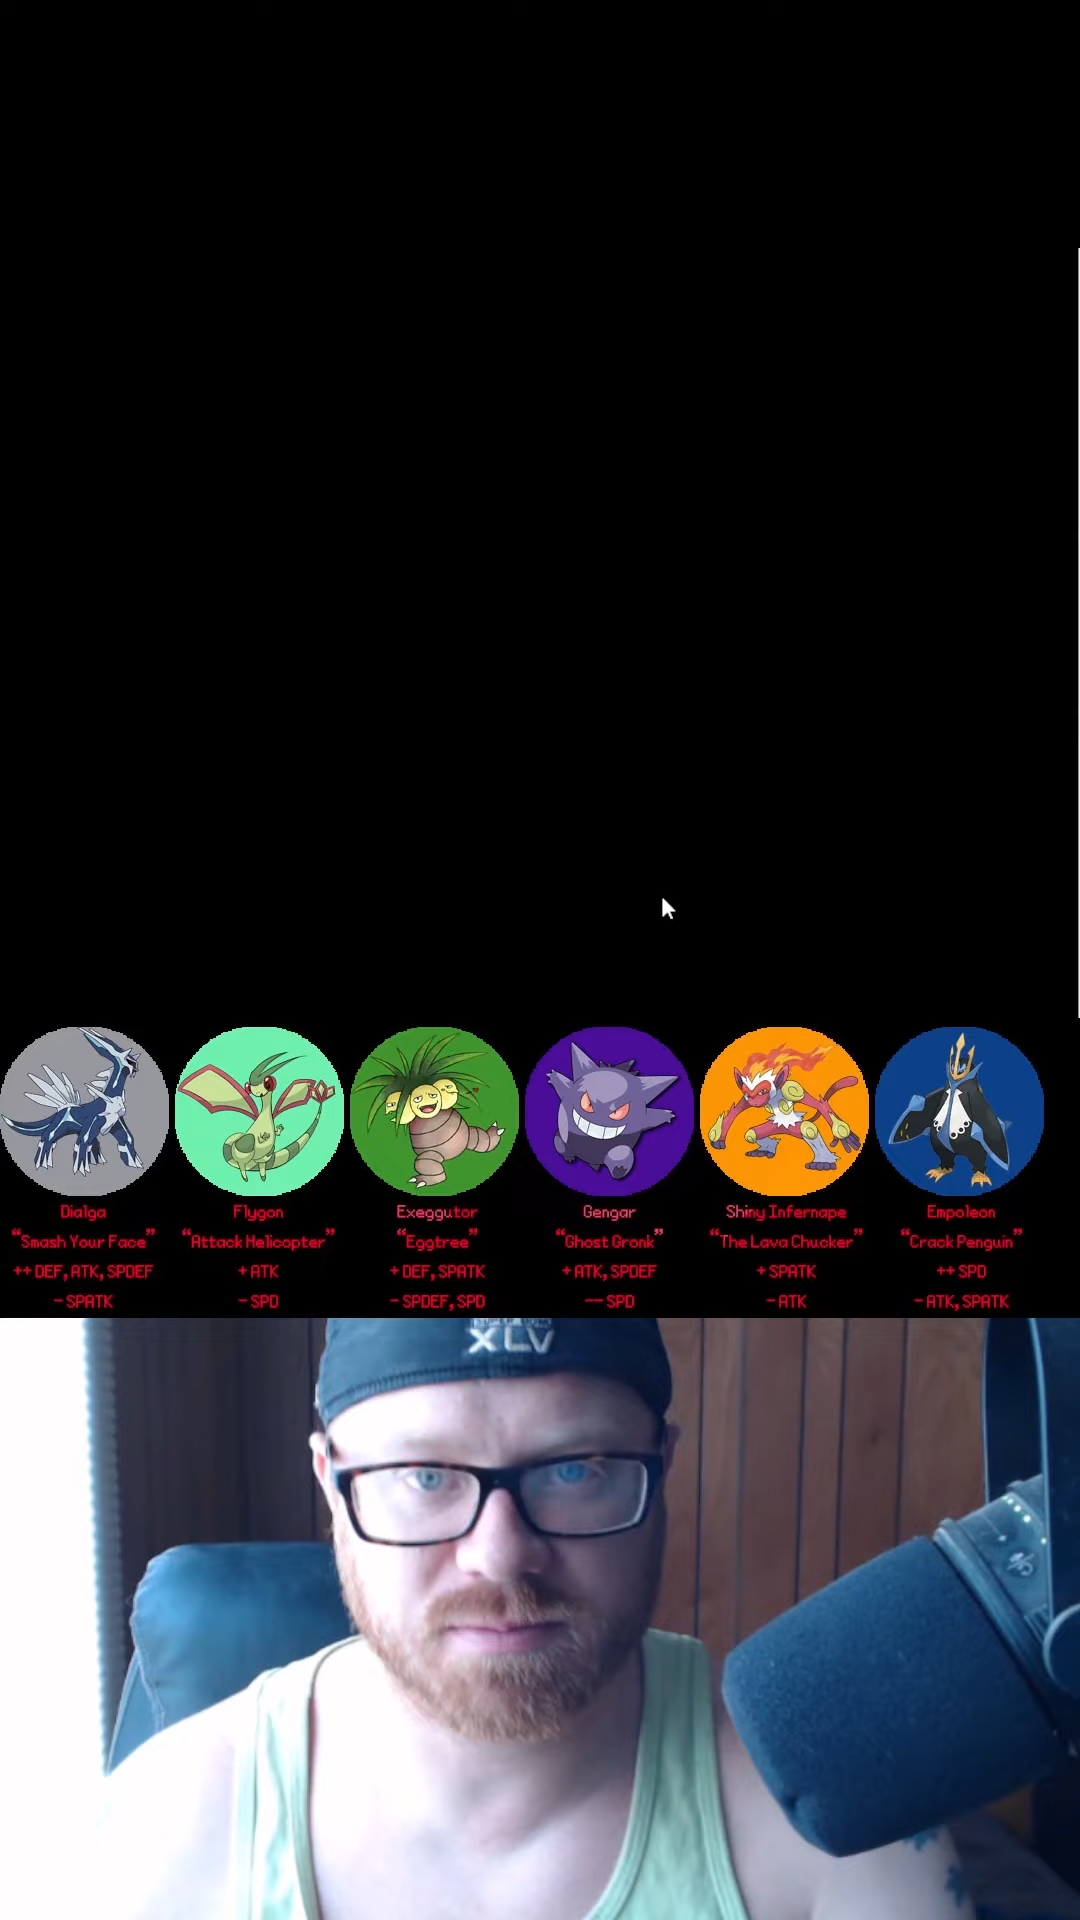 Dialga
"Smash Your Face"
++ DEF, ATK, SPDEF
- SPATK
Flygon
"Attack Helicopter"
+ ATK
- SPD
Exeggutor
"Eggtree"
+ DEF, SPATK
- SPDEF, SPD
Gengar
"Ghost Gronk"
+ ATK, SPDEF
-- SPD
Shiny Infernape
"The Lava Chucker"
+ SPATK
- ATK
Empoleon
"Crack Penguin"
++ SPD
- ATK, SPATK
XLV